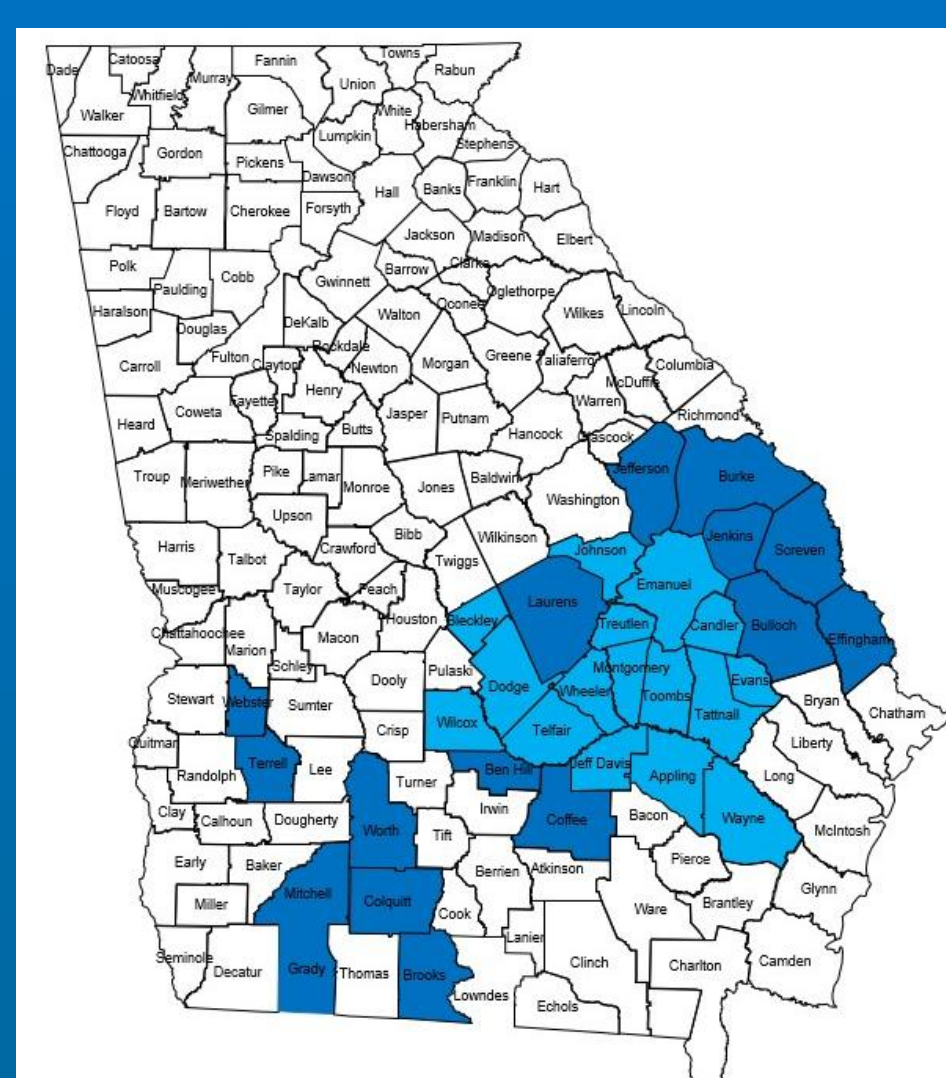 Dade
Catoosa
Whitfield
Murray
Fannin
Union
Towns
Rabun
Walker
Gilmer
Lumpkin
White
Habersham
Stephens
Chattooga
Gordon
Pickens
Dawson
Hall
Banks
Franklin
Hart
Floyd
Bartow
Cherokee
Forsyth
Jackson
Madison
Elbert
Polk
Paulding
Cobb
Gwinnett
Barrow
Clarke
Oconee
Oglethorpe
Wilkes
Lincoln
Haralson
Douglas
DeKalb
Rockdale
Walton
Carroll
Fulton
Clayton
Newton
Morgan
Greene
Taliaferro
McDuffie
Columbia
Heard
Coweta
Fayette
Henry
Spalding
Butts
Jasper
Putnam
Hancock
Warren
Glascock
Richmond
Troup
Meriwether
Pike
Lamar
Monroe
Jones
Baldwin
Washington
Jefferson
Burke
Upson
Harris
Talbot
Crawford
Bibb
Twiggs
Wilkinson
Johnson
Emanuel
Jenkins
Screven
Muscogee
Taylor
Peach
Houston
Bleckley
Laurens
Treutlen
Candler
Bulloch
Effingham
Chattahoochee
Marion
Macon
Schley
Pulaski
Dooly
Dodge
Montgomery
Wheeler
Toombs
Evans
Tattnall
Bryan
Chatham
Stewart
Webster
Sumter
Crisp
Wilcox
Telfair
Liberty
Quitman
Randolph
Terrell
Lee
Turner
Ben Hill
Jeff Davis
Appling
Long
Clay
Calhoun
Dougherty
Worth
Tift
Irwin
Coffee
Bacon
Wayne
McIntosh
Early
Baker
Miller
Mitchell
Colquitt
Cook
Berrien
Atkinson
Pierce
Brantley
Glynn
Ware
Lanier
Seminole
Decatur
Grady
Thomas
Brooks
Lowndes
Clinch
Echols
Charlton
Camden